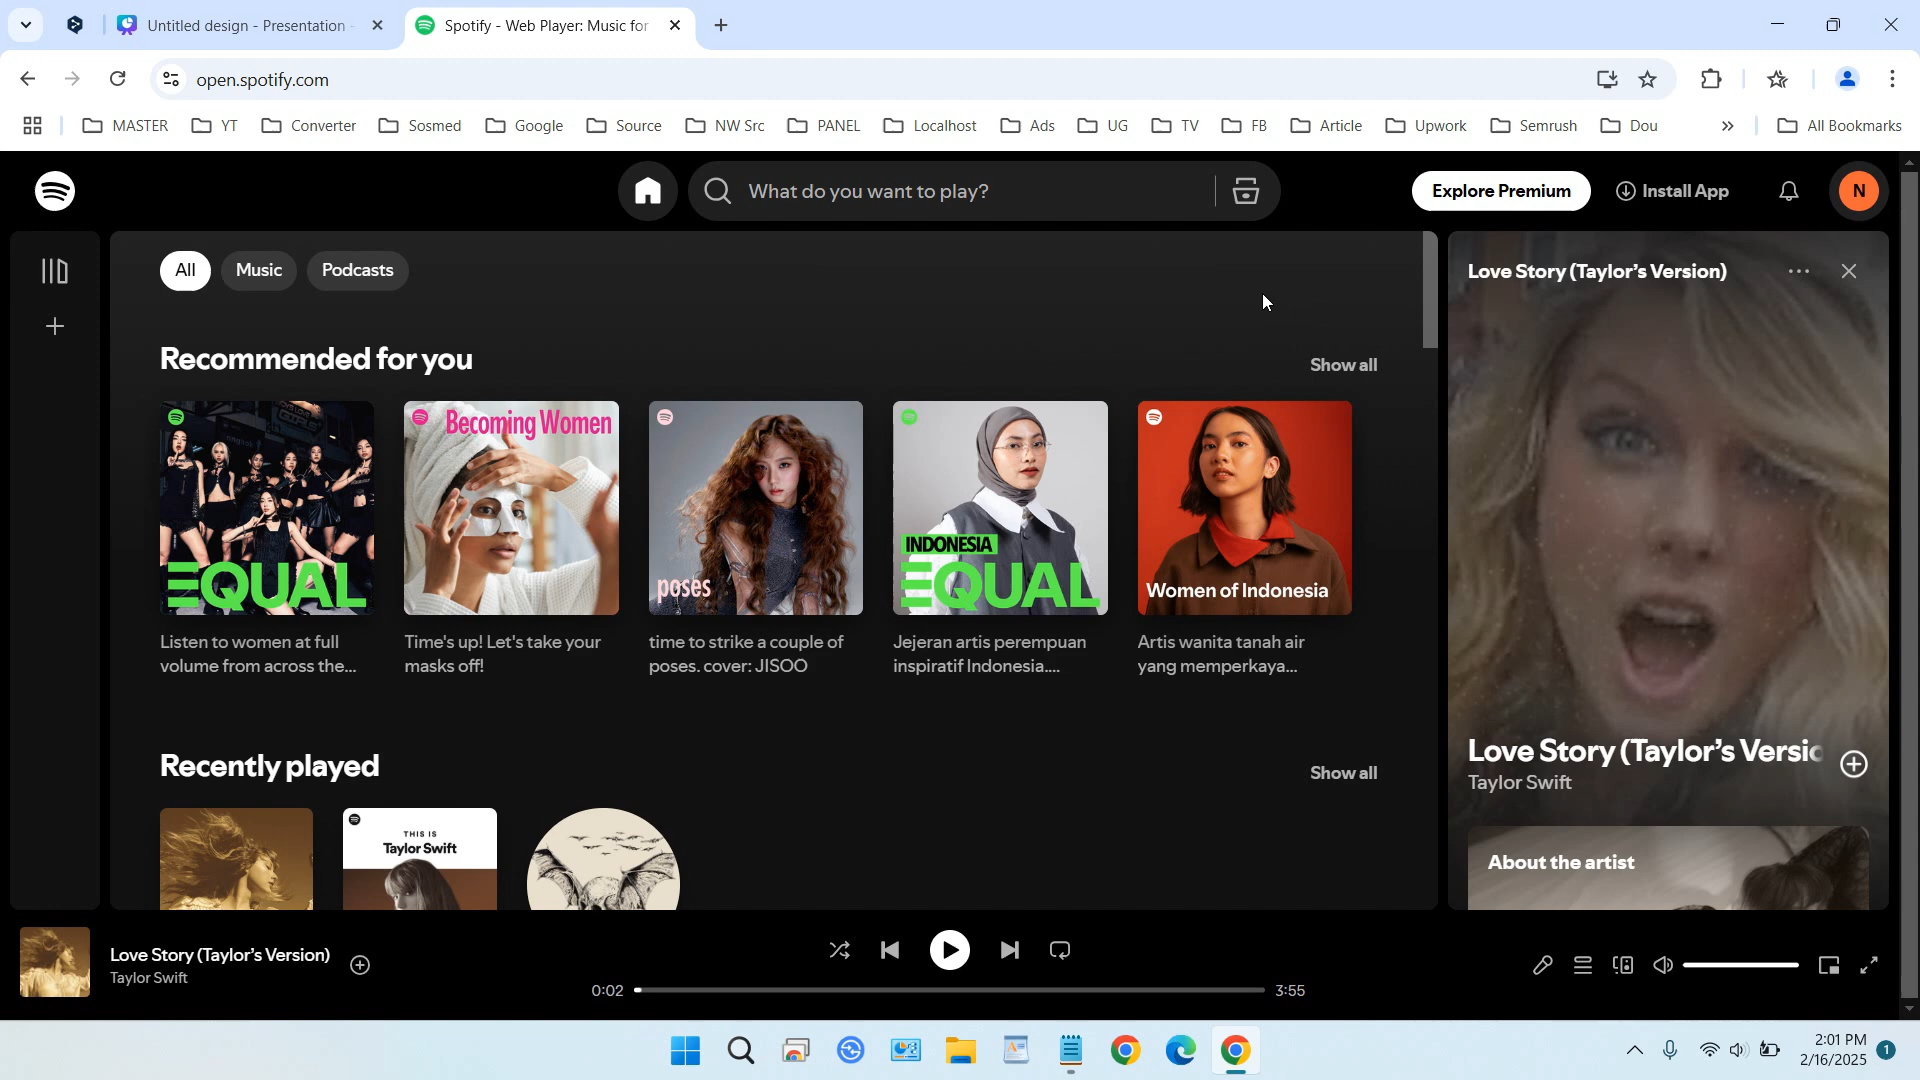 Untitled design - Presentation -
Spotify - Web Player: Music for
open.spotify.com
MASTER
YT
Converter
Sosmed
Google
Source
NW Src
PANEL
Localhost
Ads
UG
TV
FB
Article
Upwork
Semrush
Dou
All Bookmarks
What do you want to play?
Explore Premium
Install App
N
All
Music
Podcasts
Recommended for you
Show all
EQUAL
Listen to women at full
volume from across the...
Becoming Women
Time's up! Let's take your
masks off!
poses
time to strike a couple of
poses. cover: JISOO
INDONESIA
EQUAL
Jejeran artis perempuan
inspiratif Indonesia....
Women of Indonesia
Artis wanita tanah air
yang memperkaya...
Recently played
Show all
THIS IS
Taylor Swift
Love Story (Taylor's Version)
Love Story (Taylor's Versic
Taylor Swift
About the artist
Love Story (Taylor's Version)
Taylor Swift
0:02
3:55
2:01 PM
2/16/2025
1